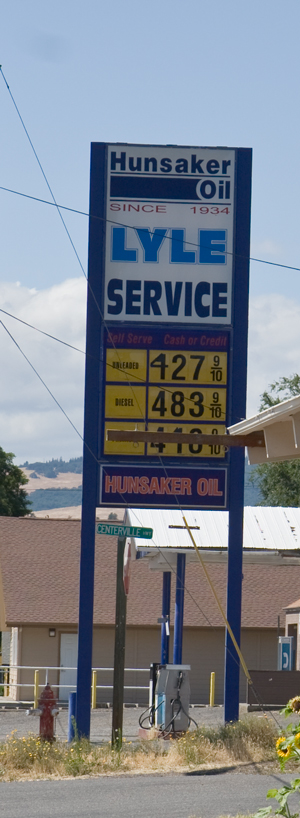 Hunsaker
Oil
SINCE 1934
LYLE
SERVICE
Self Serve Cash or Credit
UNLEADED 427 9/10
DIESEL 483 9/10
HUNSAKER OIL
CENTERVILLE